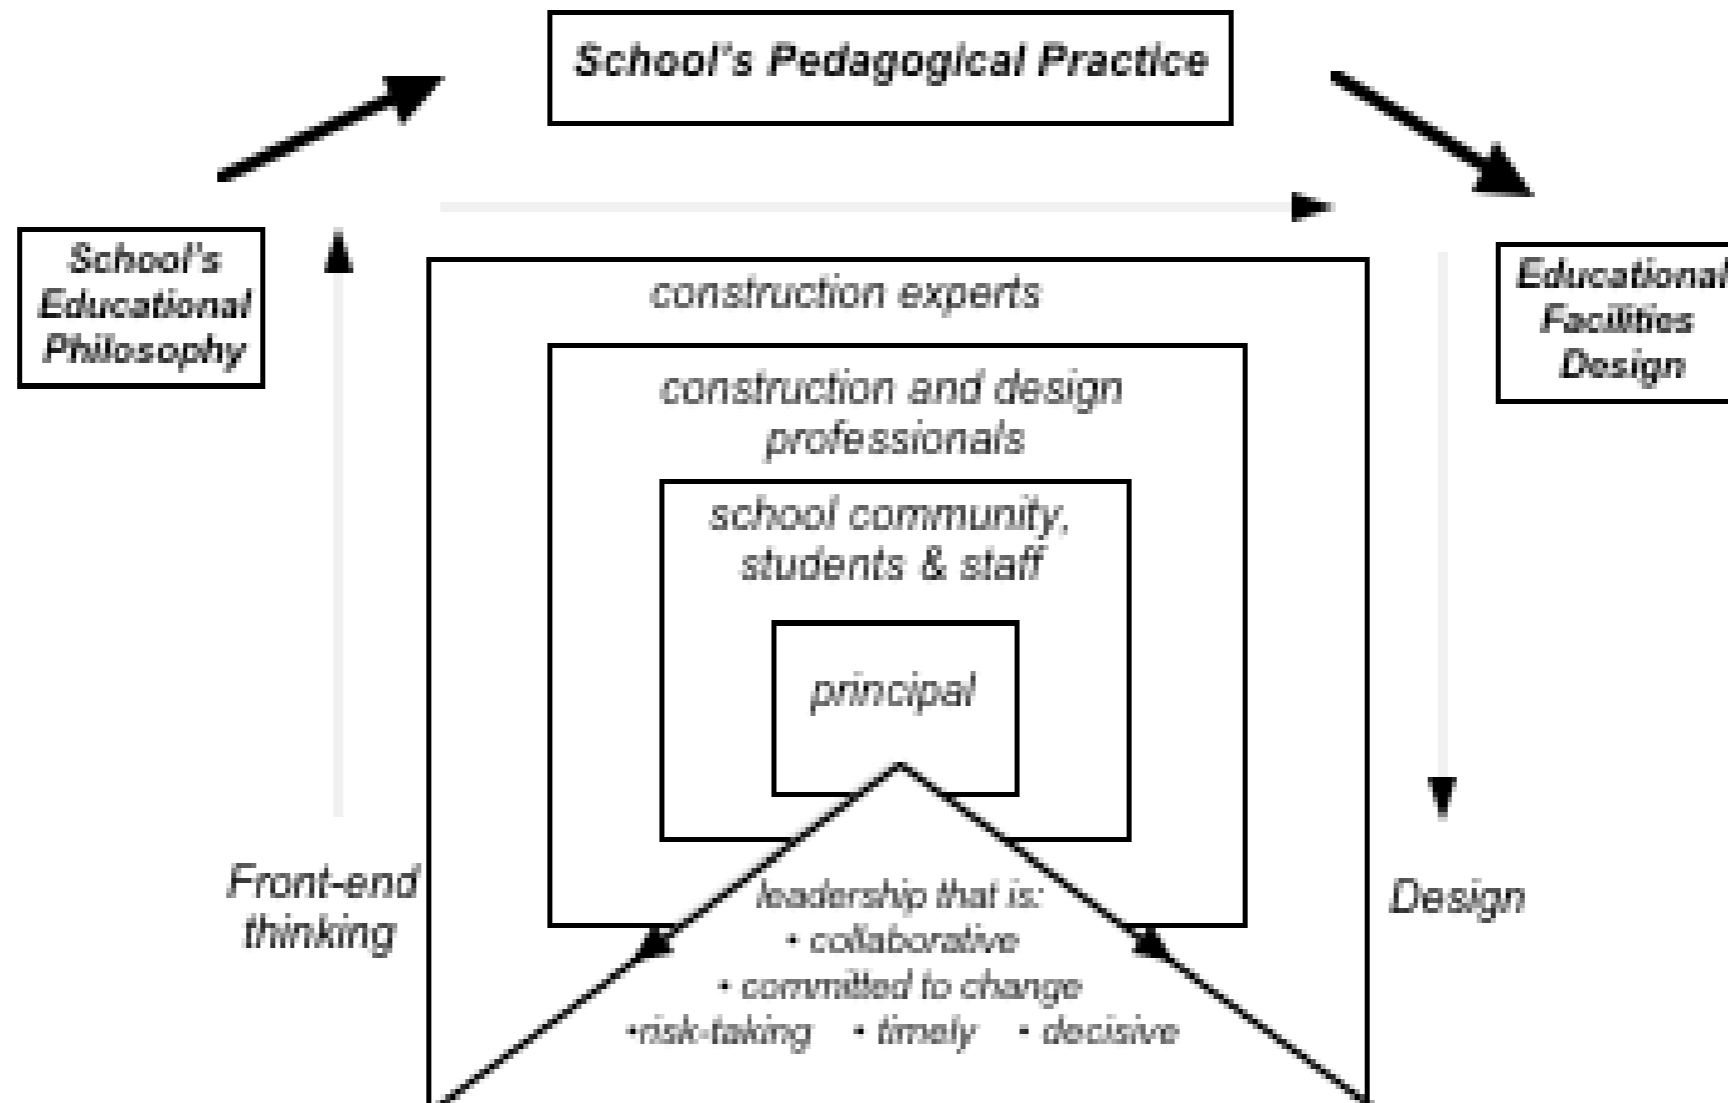 School's Pedagogical Practice
School's
Educational
Philosophy
Educational
Facilities
Design
construction experts
construction and design
professionals
school community,
students & staff
principal
Front-end
thinking
leadership that is:
• collaborative
• committed to change
•risk-taking • timely • decisive
Design